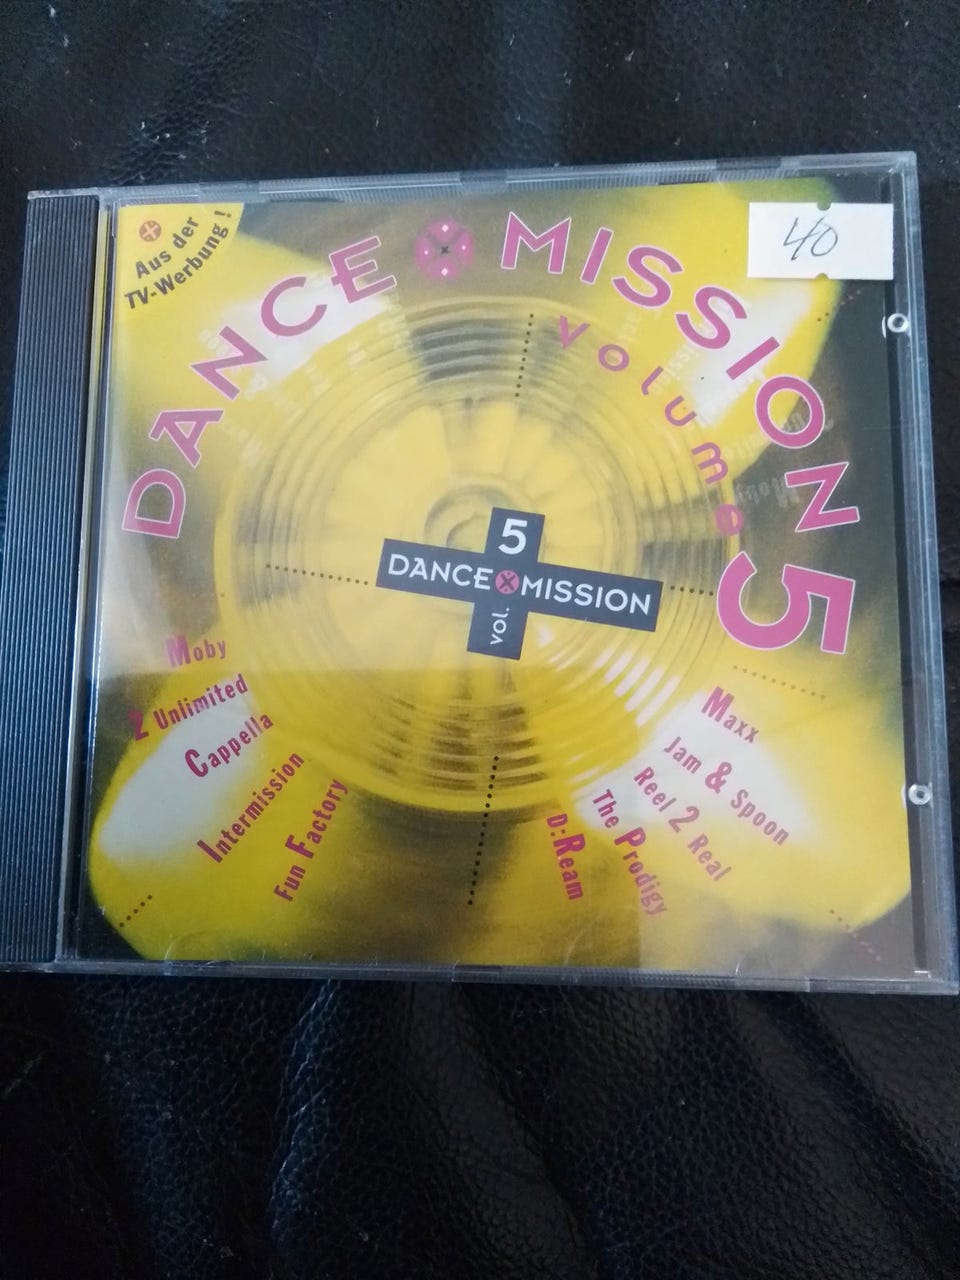 Aus der
TV-Werbung!
40
DANCE MISSION
volume 5
5
DANCE X MISSION
vol.
Moby
2 Unlimited
Cappella
Intermission
Fun Factory
Maxx
Jam & Spoon
Reel 2 Real
The Prodigy
D:Ream